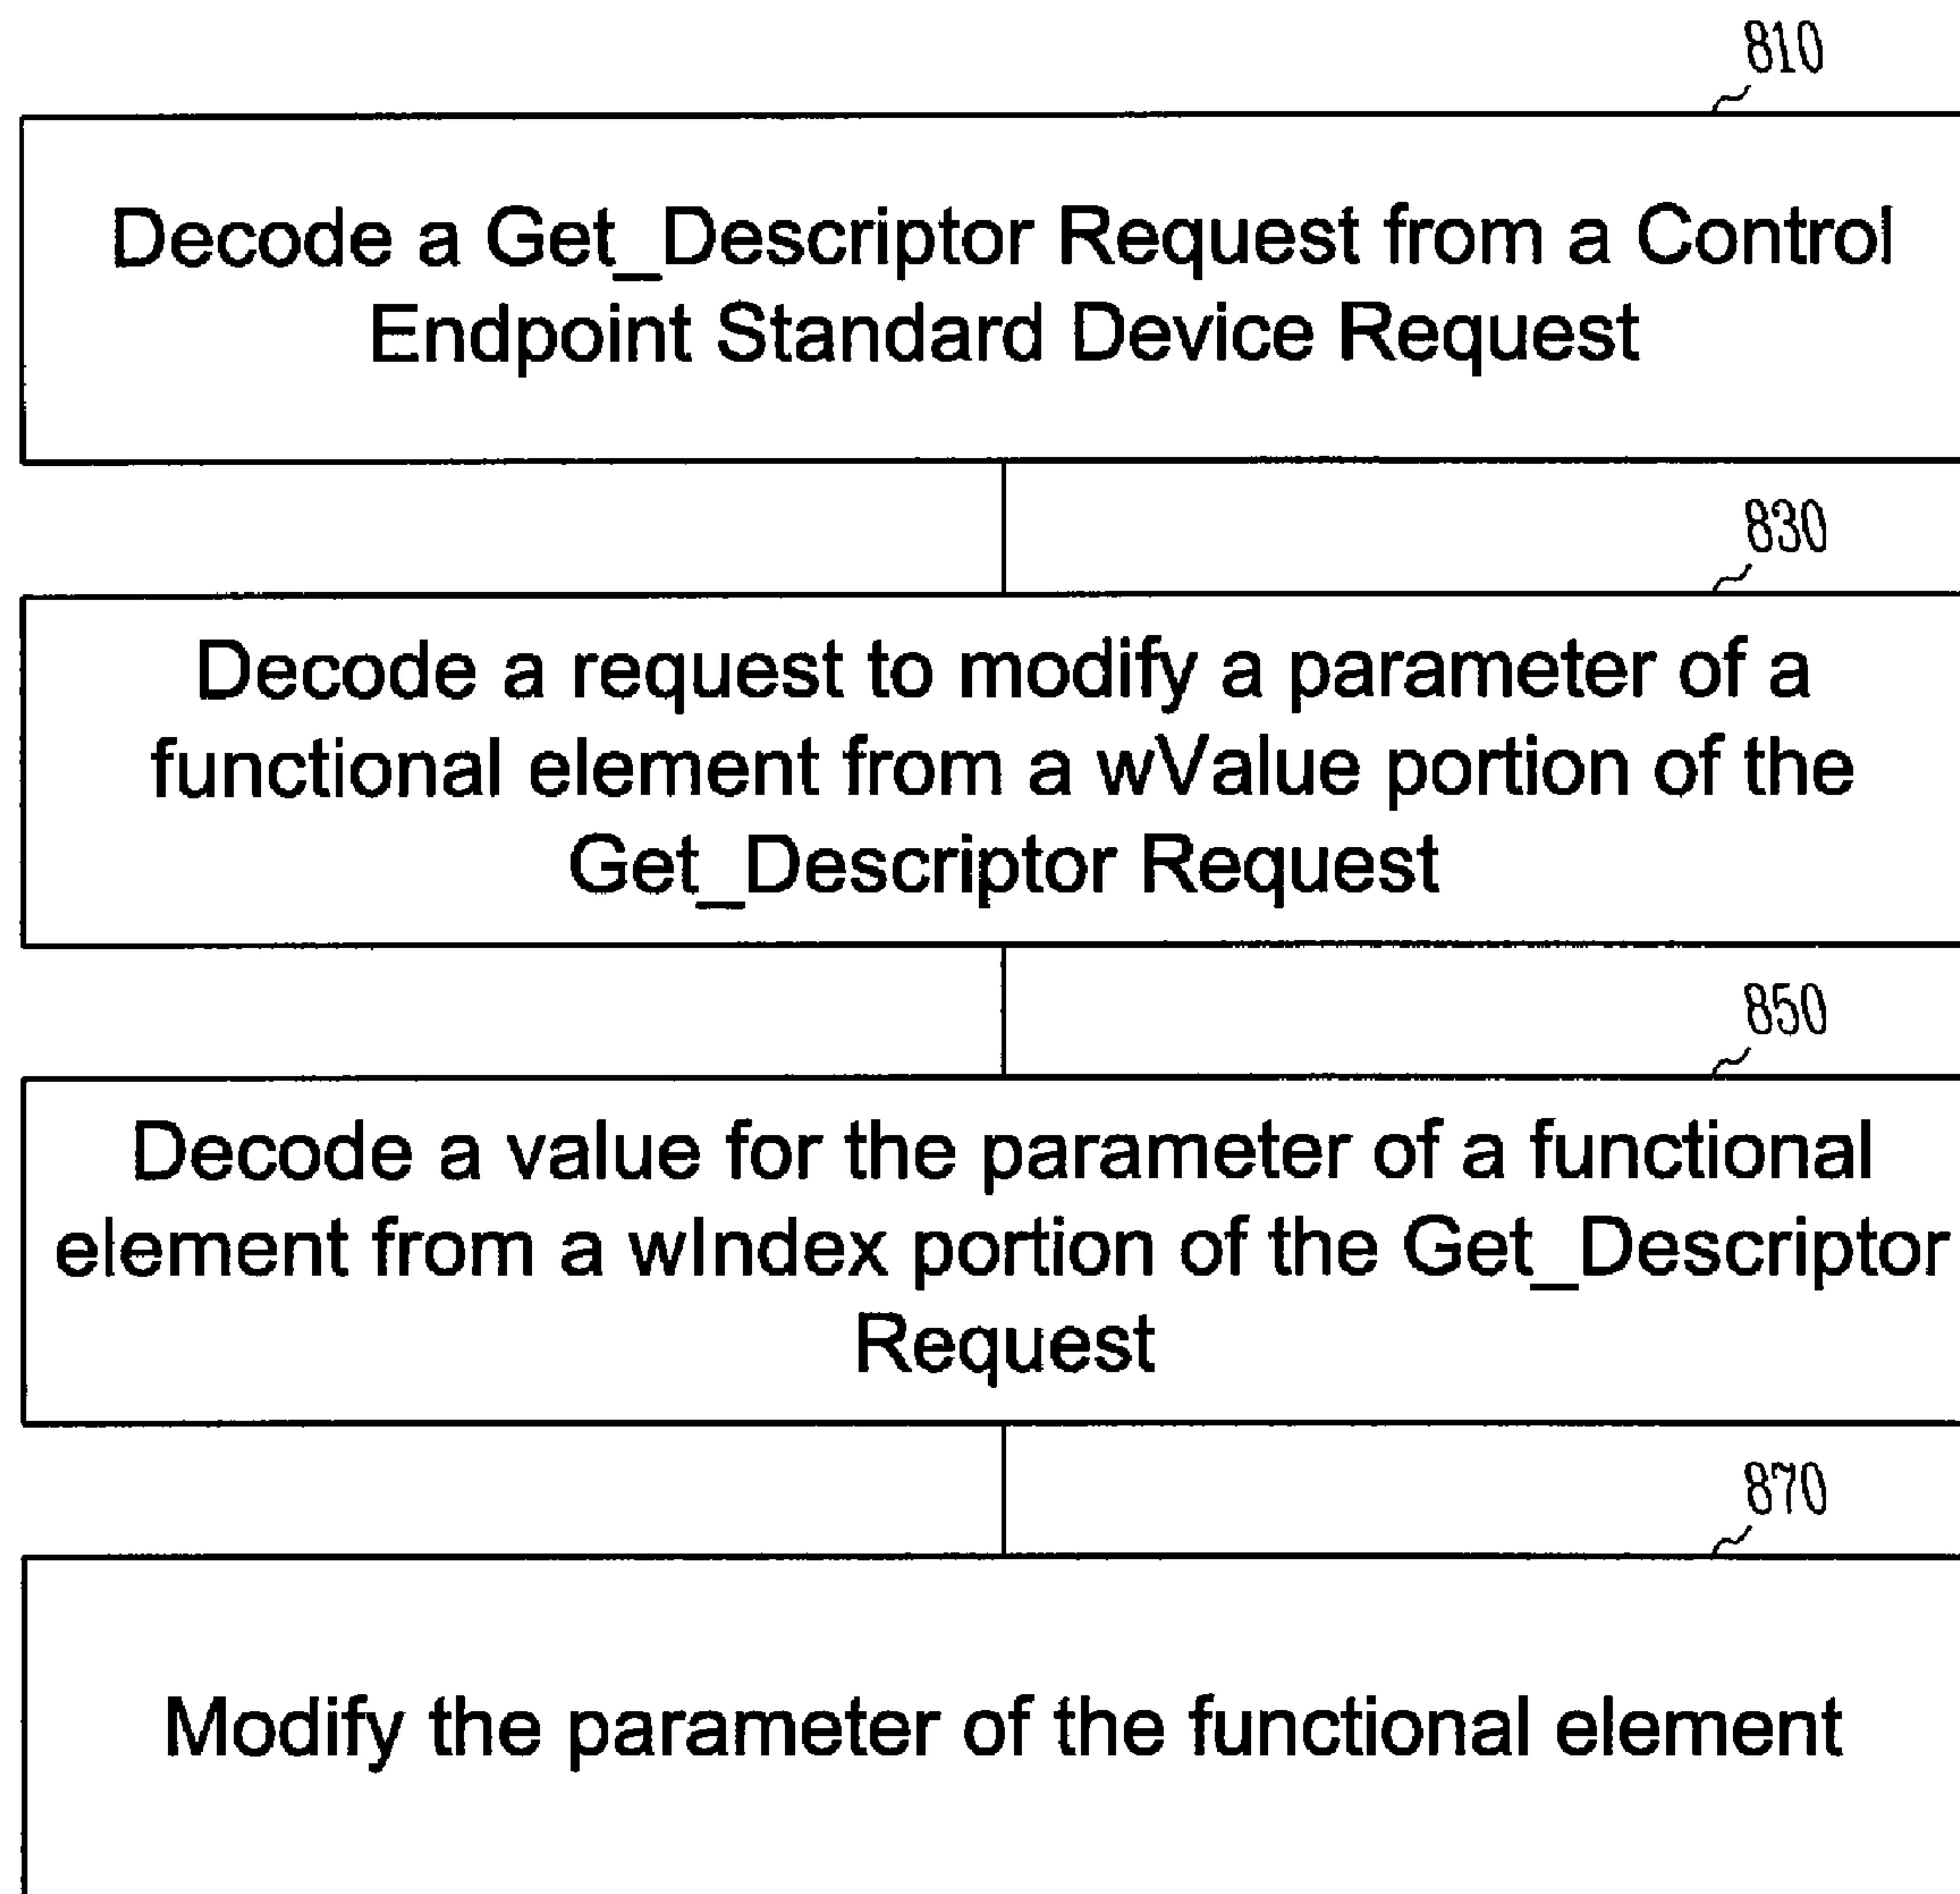 810
Decode a Get_Descriptor Request from a Control
Endpoint Standard Device Request
830
Decode a request to modify a parameter of a
functional element from a wValue portion of the
Get_Descriptor Request
850
Decode a value for the parameter of a functional
element from a wIndex portion of the Get_Descriptor
Request
870
Modify the parameter of the functional element